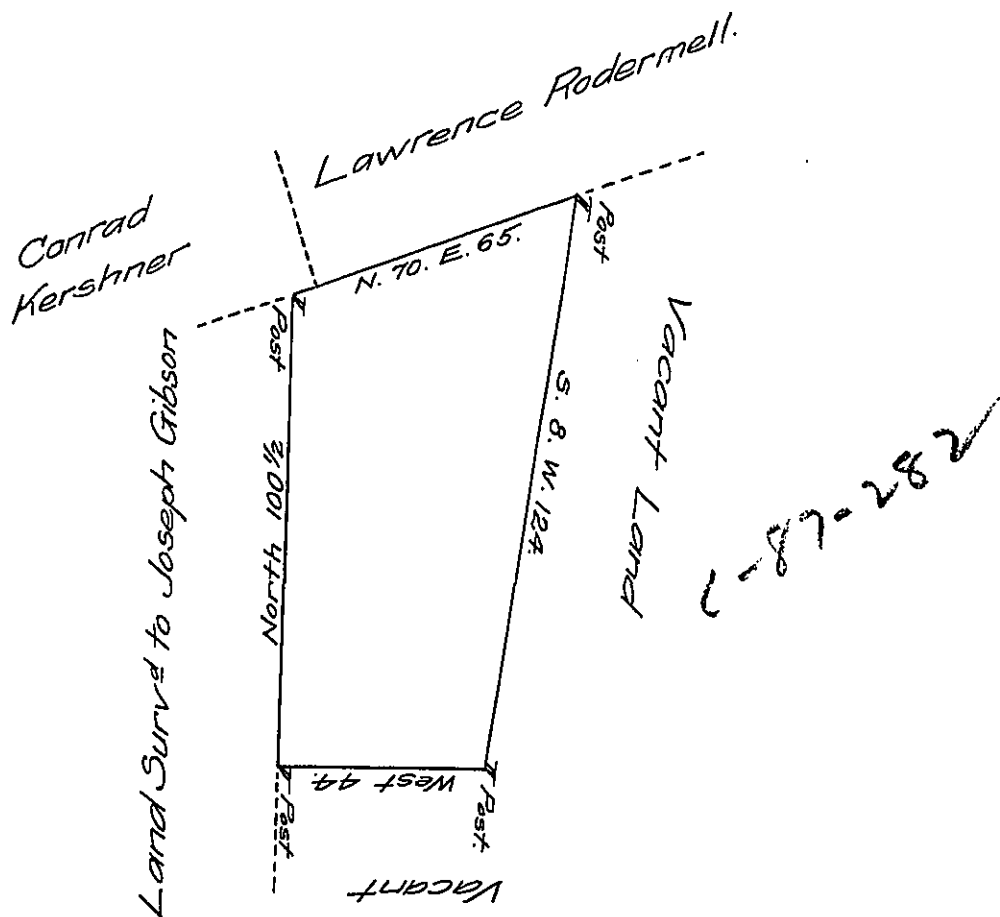 Lawrence Rodermell.
Conrad
Kershner
N. 70. E. 65.
Post
Post
Land Survᵈ to Joseph Gibson
North 100½
S. 8. W. 124.
Vacant Land
1-87-282
West 44.
Post
Post.
Vacant